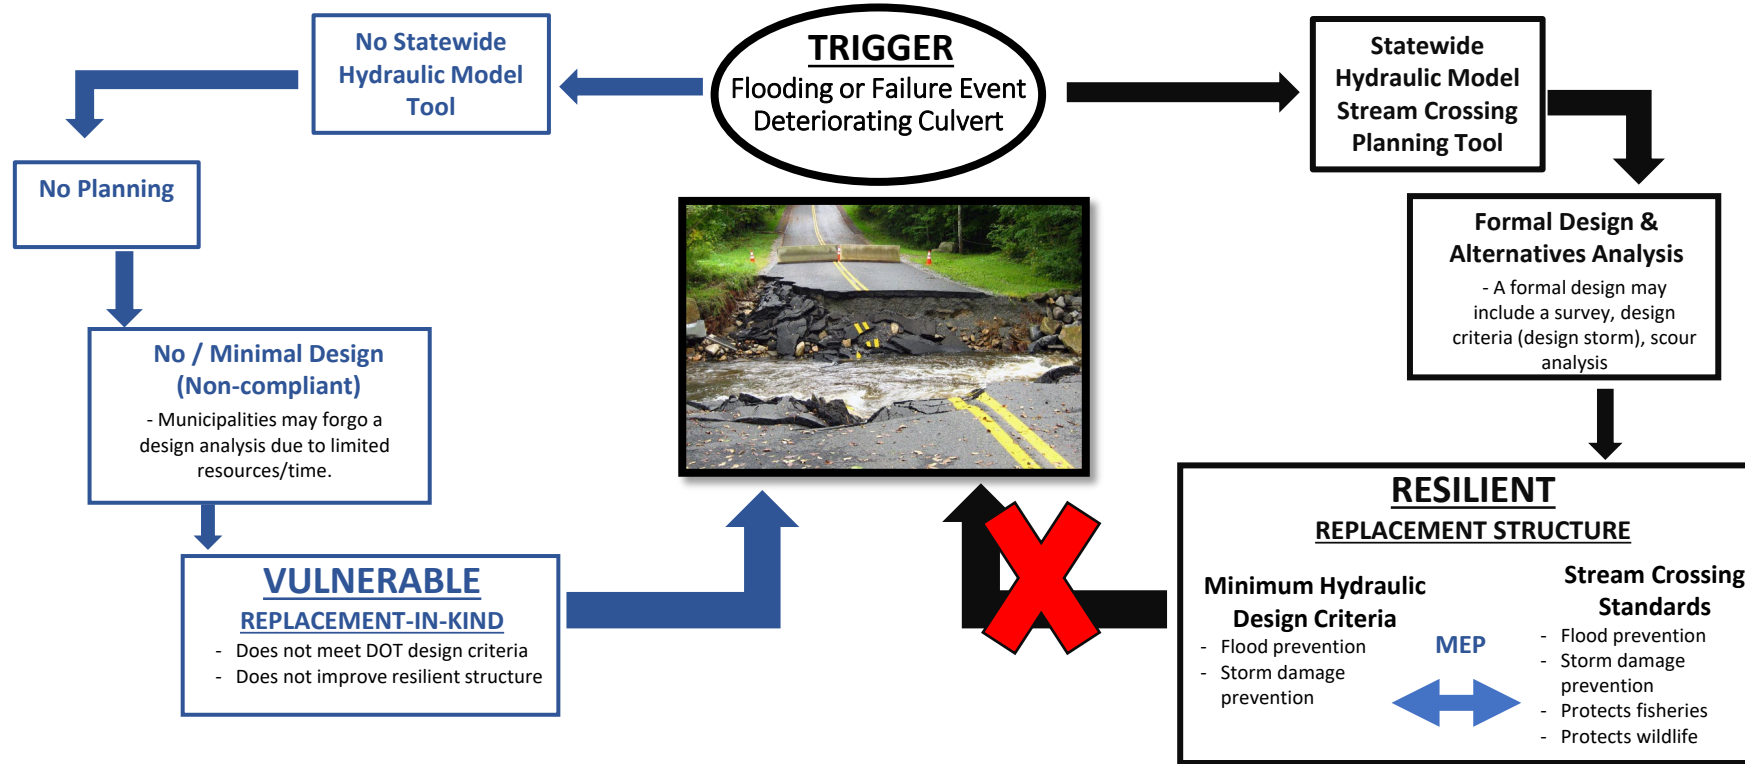 No Statewide
Hydraulic Model
Tool
TRIGGER
Flooding or Failure Event
Deteriorating Culvert
Statewide
Hydraulic Model
Stream Crossing
Planning Tool
No Planning
Formal Design &
Alternatives Analysis
- A formal design may
include a survey, design
criteria (design storm), scour
analysis
No / Minimal Design
(Non-compliant)
- Municipalities may forgo a
design analysis due to limited
resources/time.
VULNERABLE
REPLACEMENT-IN-KIND
- Does not meet DOT design criteria
- Does not improve resilient structure
RESILIENT
REPLACEMENT STRUCTURE
Minimum Hydraulic
Design Criteria
- Flood prevention
- Storm damage
prevention
MEP
Stream Crossing
Standards
- Flood prevention
- Storm damage
prevention
- Protects fisheries
- Protects wildlife